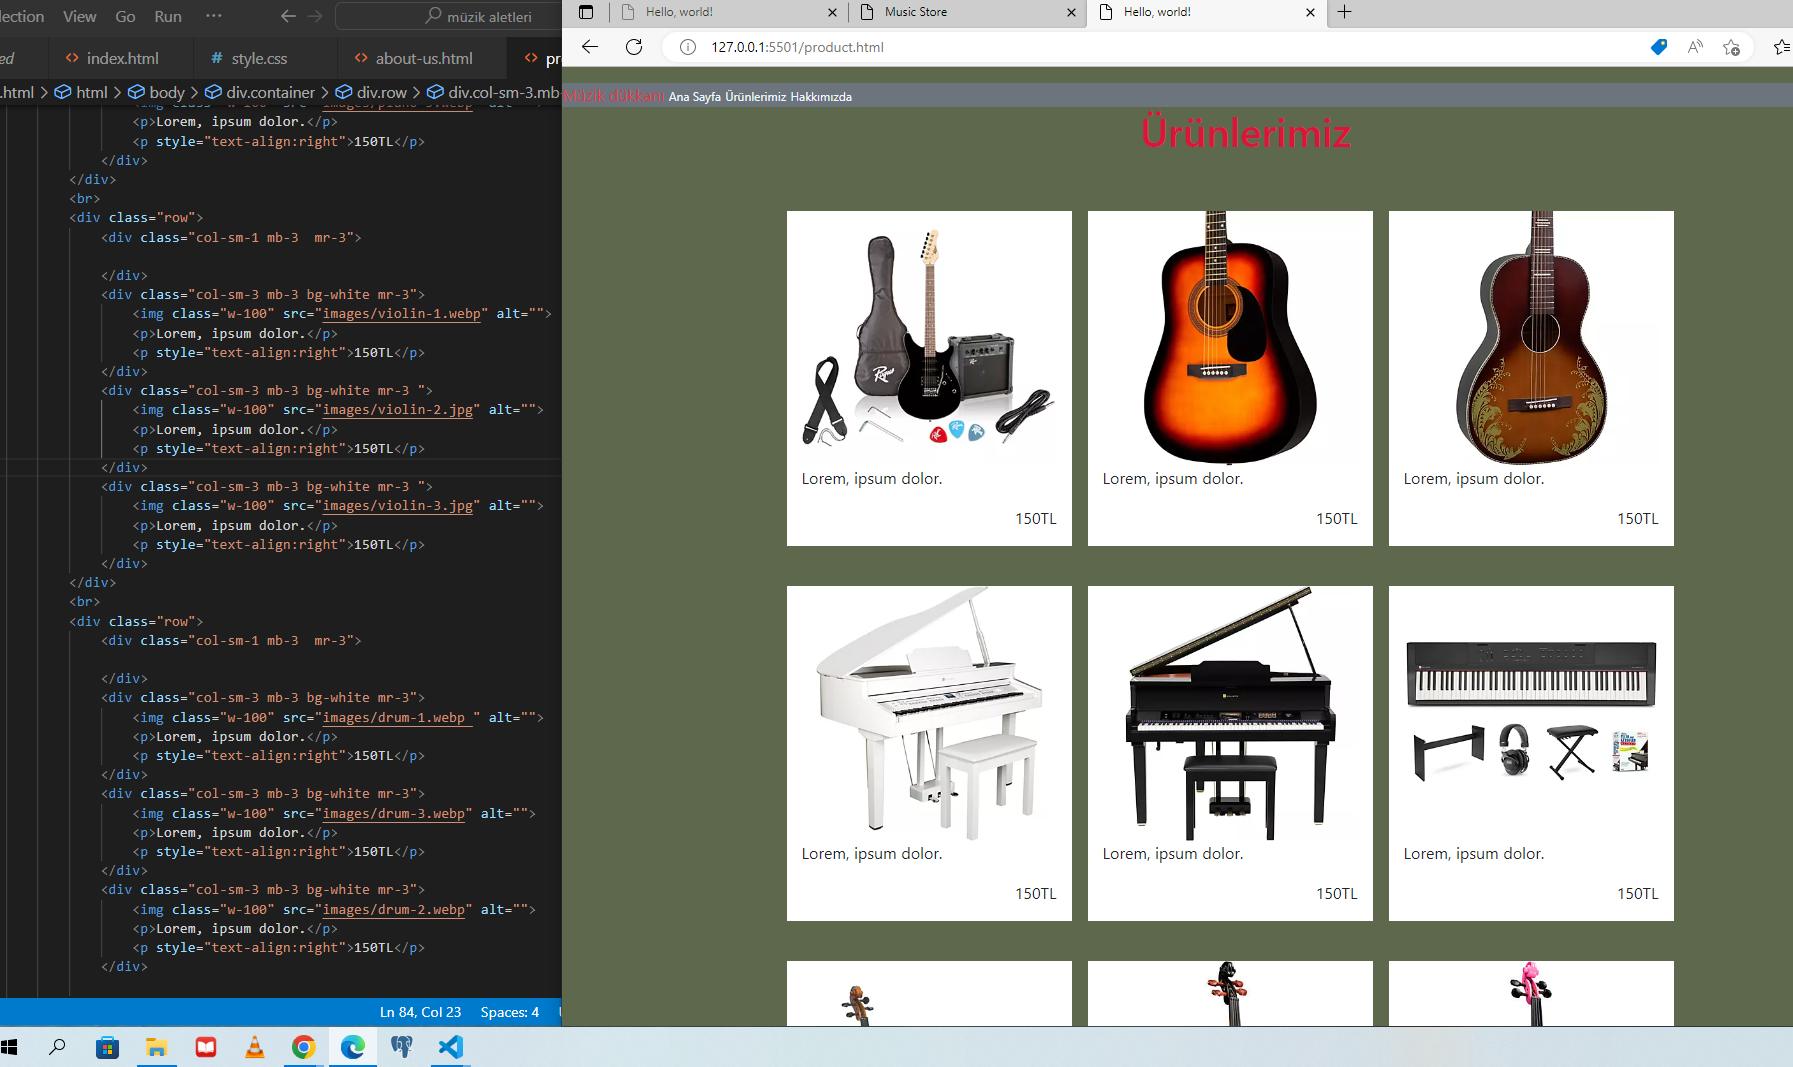 lection View Go Run ··· müzik aletleri
ed index.html # style.css about-us.html pr
.html > html > body > div.container > div.row > div.col-sm-3.mb-
<img class="w-100" src="images/piano-3.webp" alt="">
<p>Lorem, ipsum dolor.</p>
<p style="text-align:right">150TL</p>
</div>
</div>
<br>
<div class="row">
<div class="col-sm-1 mb-3  mr-3">
</div>
<div class="col-sm-3 mb-3 bg-white mr-3">
<img class="w-100" src="images/violin-1.webp" alt="">
<p>Lorem, ipsum dolor.</p>
<p style="text-align:right">150TL</p>
</div>
<div class="col-sm-3 mb-3 bg-white mr-3 ">
<img class="w-100" src="images/violin-2.jpg" alt="">
<p>Lorem, ipsum dolor.</p>
<p style="text-align:right">150TL</p>
</div>
<div class="col-sm-3 mb-3 bg-white mr-3 ">
<img class="w-100" src="images/violin-3.jpg" alt="">
<p>Lorem, ipsum dolor.</p>
<p style="text-align:right">150TL</p>
</div>
</div>
<br>
<div class="row">
<div class="col-sm-1 mb-3  mr-3">
</div>
<div class="col-sm-3 mb-3 bg-white mr-3">
<img class="w-100" src="images/drum-1.webp " alt="">
<p>Lorem, ipsum dolor.</p>
<p style="text-align:right">150TL</p>
</div>
<div class="col-sm-3 mb-3 bg-white mr-3">
<img class="w-100" src="images/drum-3.webp" alt="">
<p>Lorem, ipsum dolor.</p>
<p style="text-align:right">150TL</p>
</div>
<div class="col-sm-3 mb-3 bg-white mr-3">
<img class="w-100" src="images/drum-2.webp" alt="">
<p>Lorem, ipsum dolor.</p>
<p style="text-align:right">150TL</p>
</div>
Ln 84, Col 23 Spaces: 4
Hello, world! Music Store Hello, world!
127.0.0.1:5501/product.html
Müzik dükkanı Ana Sayfa Ürünlerimiz Hakkımızda
Ürünlerimiz
Lorem, ipsum dolor. Lorem, ipsum dolor. Lorem, ipsum dolor.
150TL 150TL 150TL
Lorem, ipsum dolor. Lorem, ipsum dolor. Lorem, ipsum dolor.
150TL 150TL 150TL